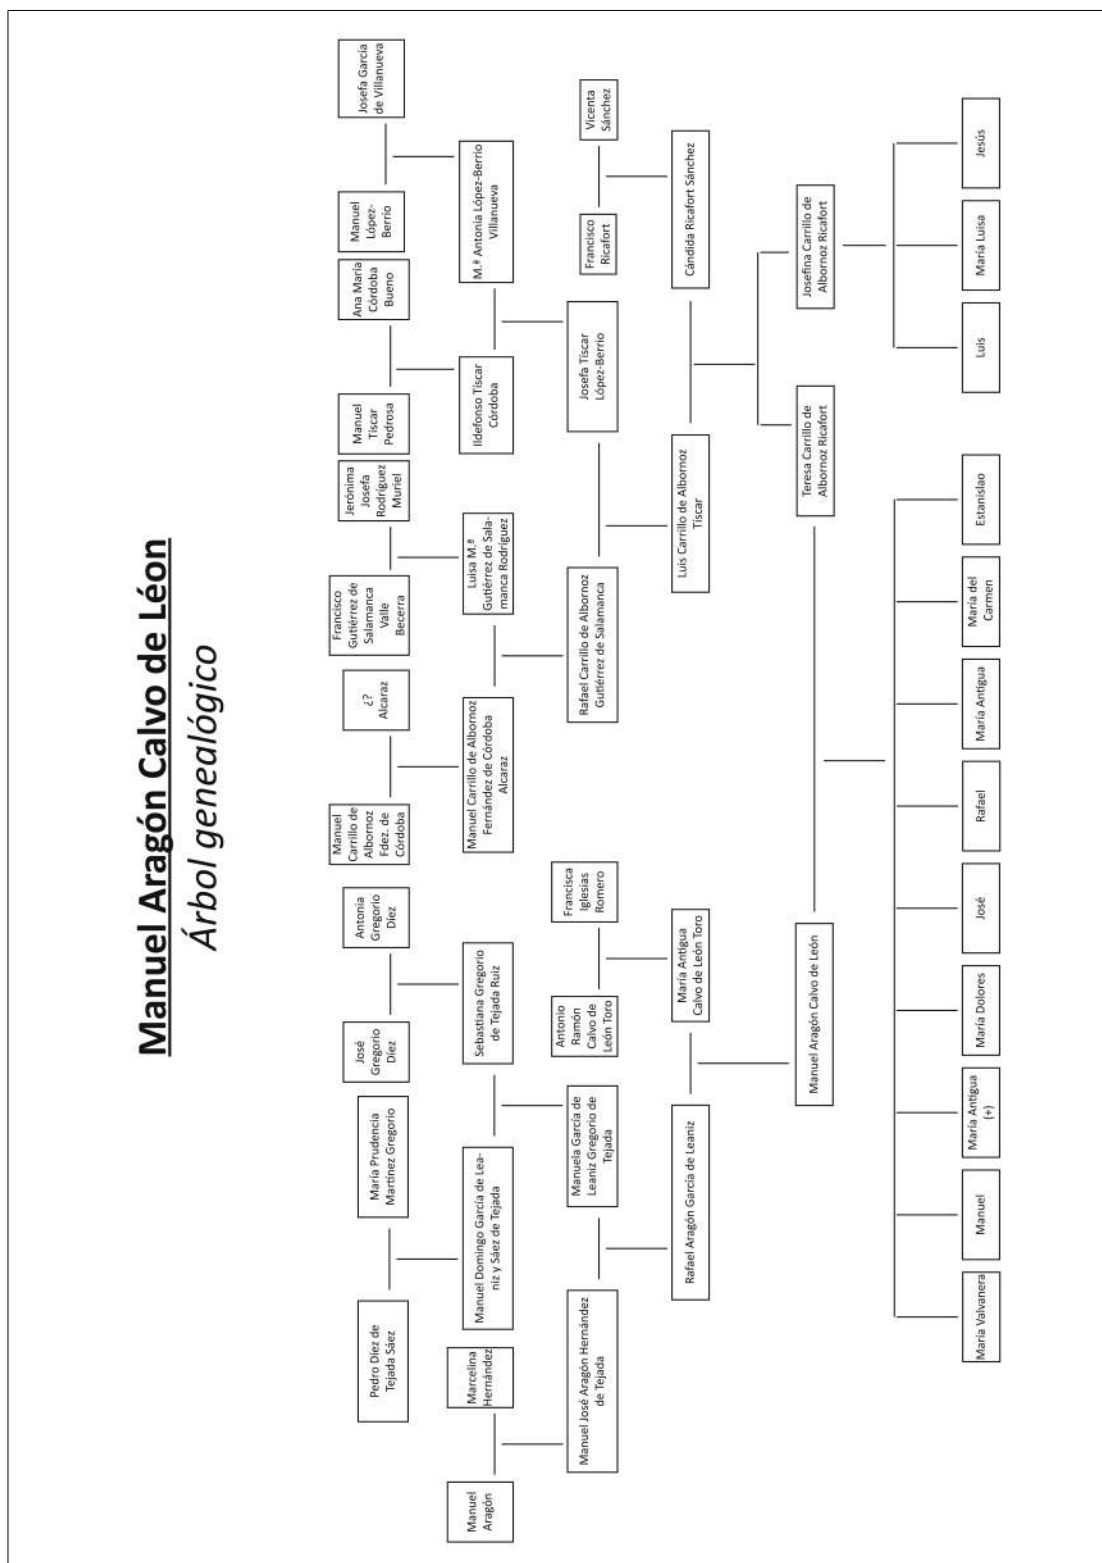 Manuel Aragón Calvo de Léon
Árbol genealógico
Pedro Díez de
Tejada Sáez
María Prudencia
Martínez Gregorio
José
Gregorio
Díez
Antonia
Gregorio
Díez
Manuel
Carrillo de
Albornoz
Fdez. de
Córdoba
¿?
Alcaraz
Francisco
Gutiérrez de
Salamanca
Valle
Becerra
Jerónima
Josefa
Rodríguez
Muriel
Manuel
Tíscar
Pedrosa
Ana María
Córdoba
Bueno
Manuel
López-
Berrio
Josefa García
de Villanueva
Manuel
Aragón
Marcelina
Hernández
Manuel Domingo García de Lea-
niz y Sáez de Tejada
Sebastiana Gregorio
de Tejada Ruiz
Manuel Carrillo de Albornoz
Fernández de Córdoba
Alcaraz
Luisa M.ª
Gutiérrez de Sala-
manca Rodríguez
Ildefonso Tíscar
Córdoba
M.ª Antonia López-Berrio
Villanueva
Manuel José Aragón Hernández
de Tejada
Manuela García de
Leaniz Gregorio de
Tejada
Antonio
Ramón
Calvo de
León Toro
Francisca
Iglesias
Romero
Rafael Carrillo de Albornoz
Gutiérrez de Salamanca
Josefa Tíscar
López-Berrio
Francisco
Ricafort
Vicenta
Sánchez
Rafael Aragón García de Leaniz
María Antigua
Calvo de León Toro
Luis Carrillo de Albornoz
Tíscar
Cándida Ricafort Sánchez
Manuel Aragón Calvo de León
Teresa Carrillo de
Albornoz Ricafort
Josefina Carrillo de
Albornoz Ricafort
María Valvanera
Manuel
María Antigua
(+)
María Dolores
José
Rafael
María Antigua
María del
Carmen
Estanislao
Luis
María Luisa
Jesús